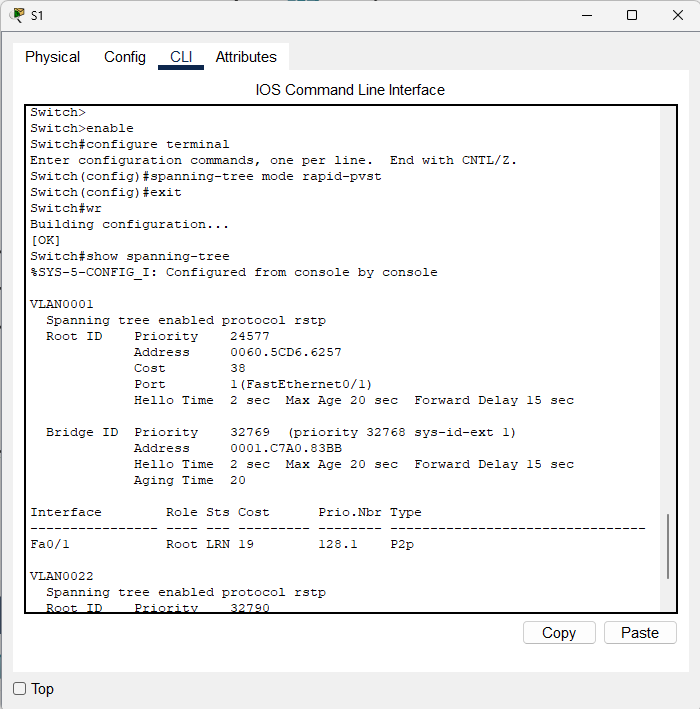 S1
Physical Config CLI Attributes
IOS Command Line Interface
Switch>
Switch>enable
Switch#configure terminal
Enter configuration commands, one per line.  End with CNTL/Z.
Switch(config)#spanning-tree mode rapid-pvst
Switch(config)#exit
Switch#wr
Building configuration...
[OK]
Switch#show spanning-tree
%SYS-5-CONFIG_I: Configured from console by console
VLAN0001
  Spanning tree enabled protocol rstp
  Root ID    Priority    24577
             Address     0060.5CD6.6257
             Cost        38
             Port        1(FastEthernet0/1)
             Hello Time  2 sec  Max Age 20 sec  Forward Delay 15 sec
  Bridge ID  Priority    32769  (priority 32768 sys-id-ext 1)
             Address     0001.C7A0.83BB
             Hello Time  2 sec  Max Age 20 sec  Forward Delay 15 sec
             Aging Time  20
Interface        Role Sts Cost      Prio.Nbr Type
---------------- ---- --- --------- -------- --------------------------------
Fa0/1            Root LRN 19        128.1    P2p
VLAN0022
  Spanning tree enabled protocol rstp
  Root ID    Priority    32790
Copy Paste
Top